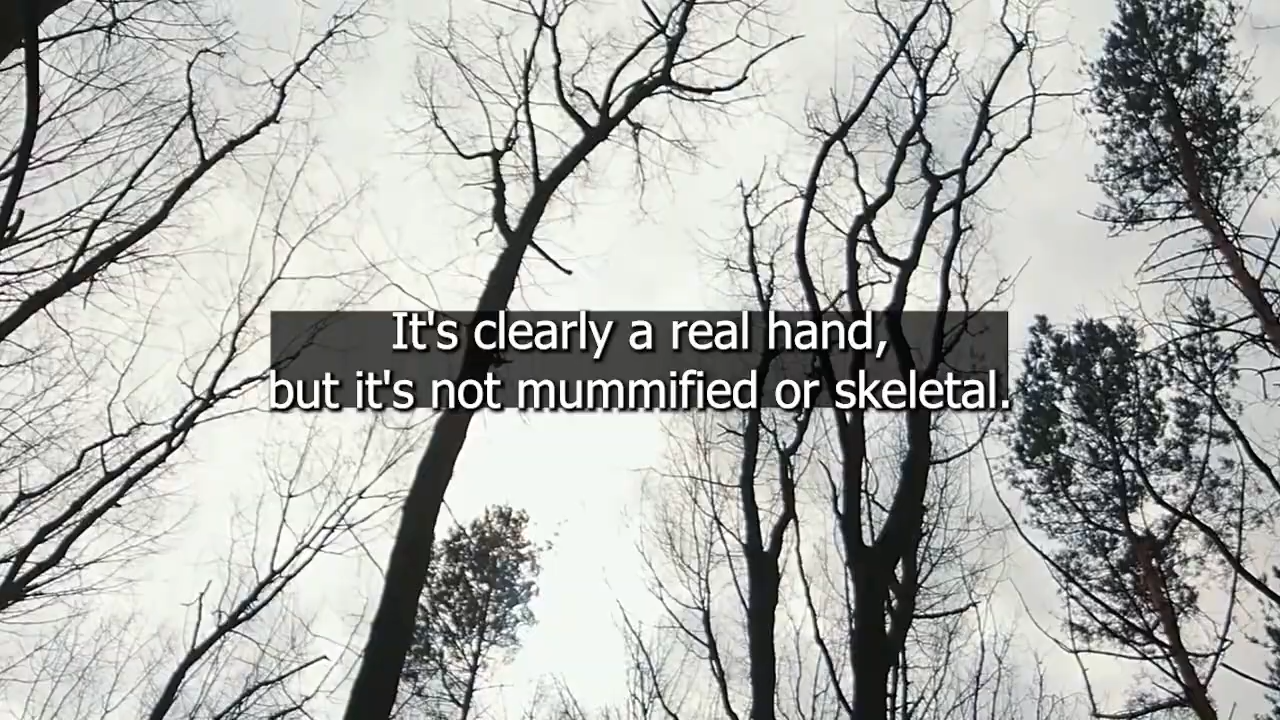 It's clearly a real hand,
but it's not mummified or skeletal.